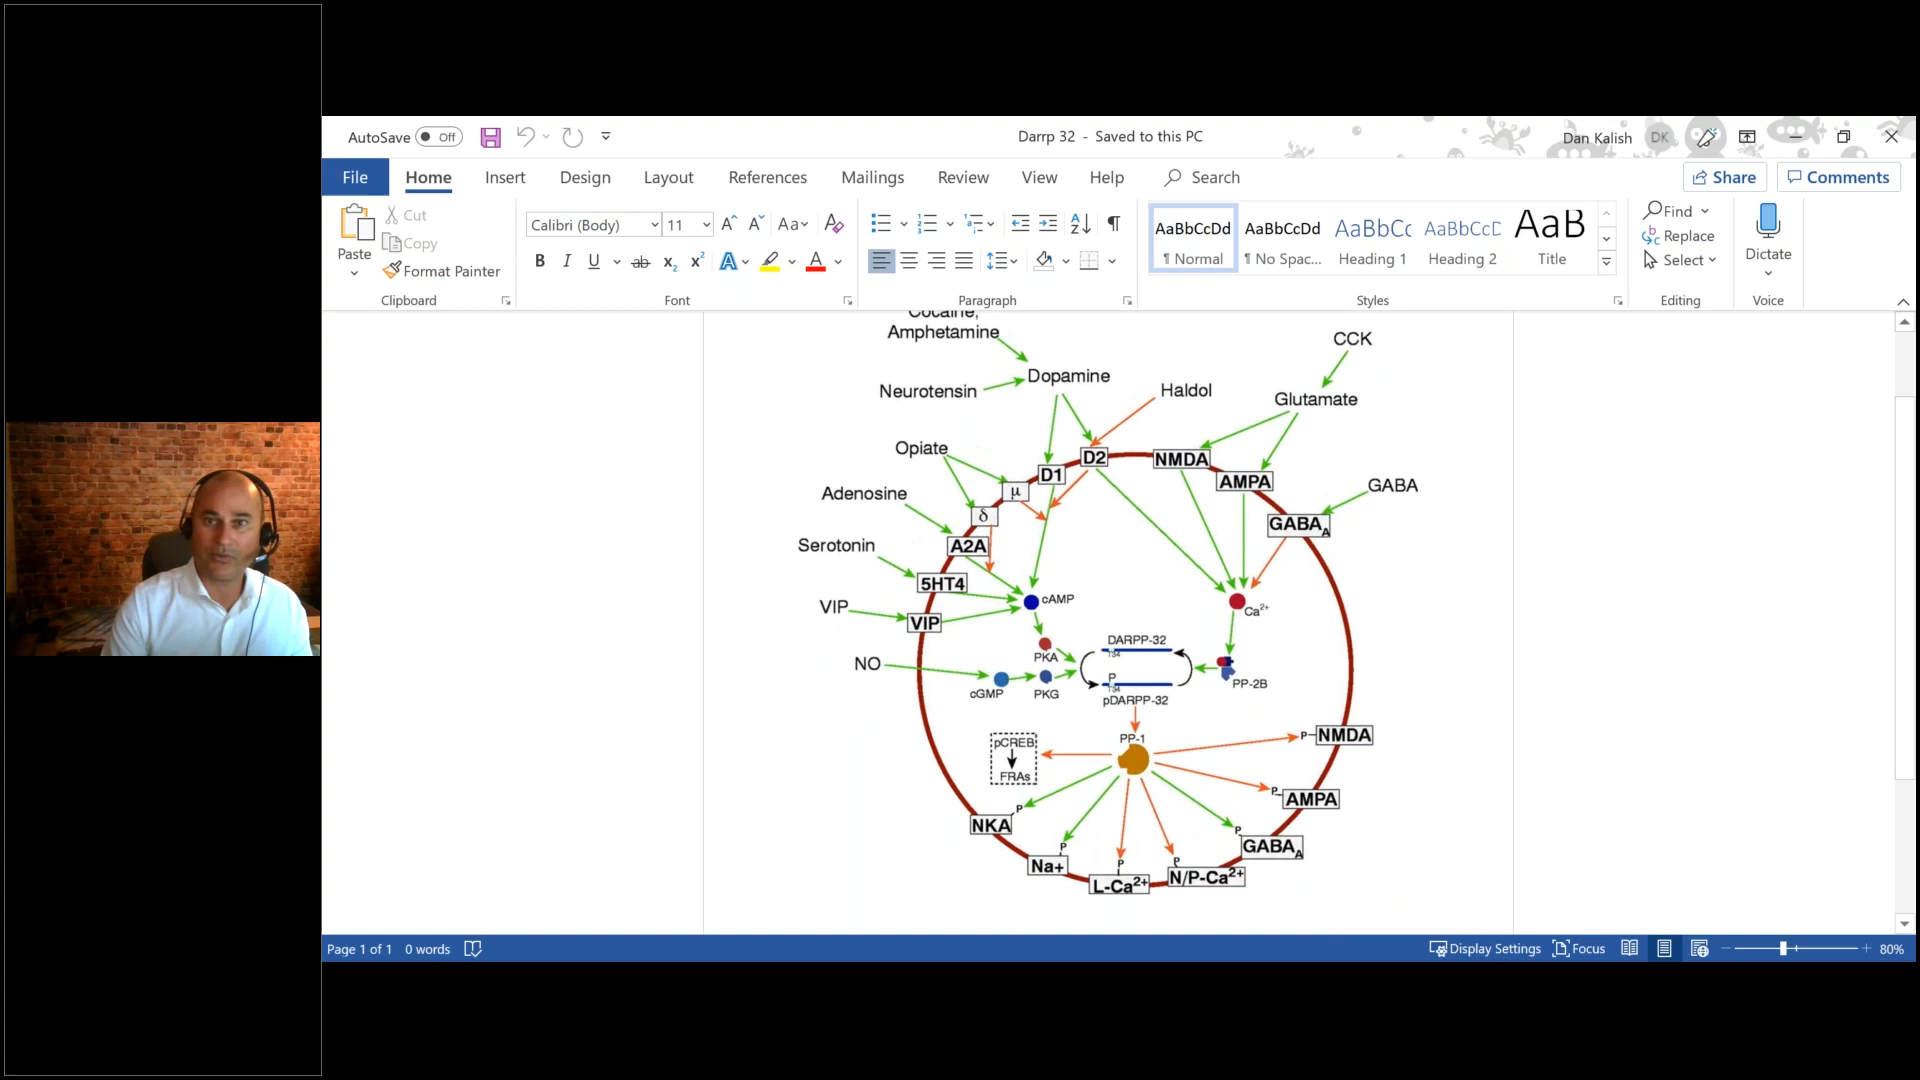 AutoSave Off
Darrp 32 - Saved to this PC
Dan Kalish DK
File Home Insert Design Layout References Mailings Review View Help Search Share Comments
Paste
Cut
Copy
Format Painter
Clipboard
Calibri (Body) 11
Font
Paragraph
AaBbCcDd
¶ Normal
AaBbCcDd
¶ No Spac...
AaBbCc
Heading 1
AaBbCcD
Heading 2
AaB
Title
Styles
Find
Replace
Select
Editing
Dictate
Voice
Cocaine,
Amphetamine
CCK
Dopamine
Neurotensin
Haldol
Glutamate
Opiate
D2
NMDA
D1
AMPA
μ
GABA
Adenosine
δ
GABAA
Serotonin
A2A
5HT4
cAMP
Ca2+
VIP
VIP
DARPP-32
T34
PKA
NO
cGMP
PKG
P
T34
pDARPP-32
PP-2B
PP-1
pCREB
FRAs
P NMDA
P AMPA
P
NKA
P
GABAA
P
Na+
P
L-Ca2+
P
N/P-Ca2+
Page 1 of 1 0 words
Display Settings Focus 80%